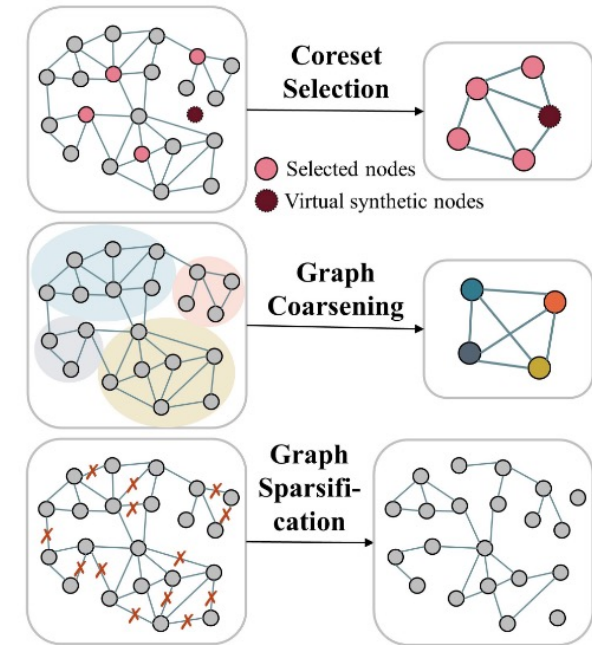 Coreset
Selection
Selected nodes
Virtual synthetic nodes
Graph
Coarsening
Graph
Sparsifi-
cation